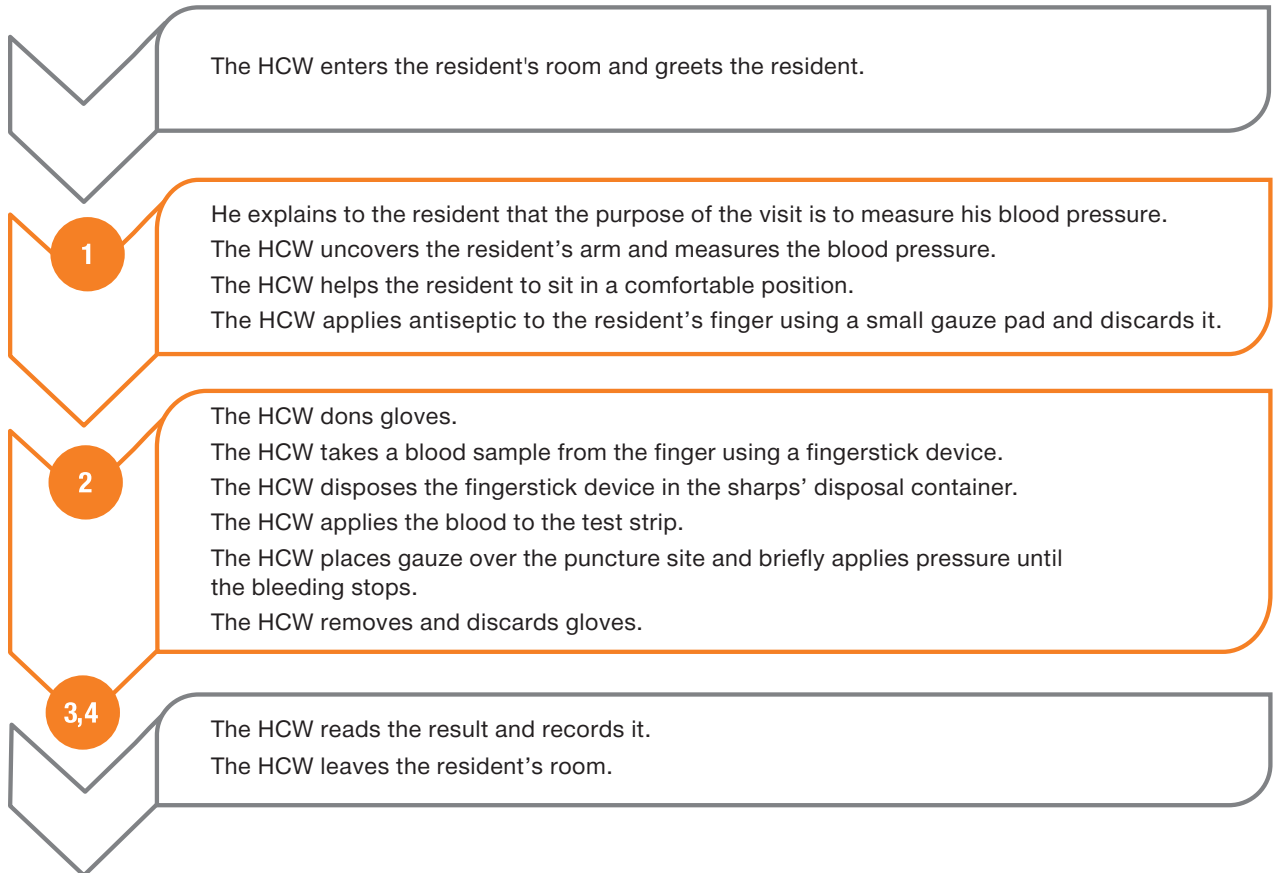 The HCW enters the resident's room and greets the resident.
1
He explains to the resident that the purpose of the visit is to measure his blood pressure.
The HCW uncovers the resident’s arm and measures the blood pressure.
The HCW helps the resident to sit in a comfortable position.
The HCW applies antiseptic to the resident’s finger using a small gauze pad and discards it.
2
The HCW dons gloves.
The HCW takes a blood sample from the finger using a fingerstick device.
The HCW disposes the fingerstick device in the sharps’ disposal container.
The HCW applies the blood to the test strip.
The HCW places gauze over the puncture site and briefly applies pressure until
the bleeding stops.
The HCW removes and discards gloves.
3,4
The HCW reads the result and records it.
The HCW leaves the resident’s room.